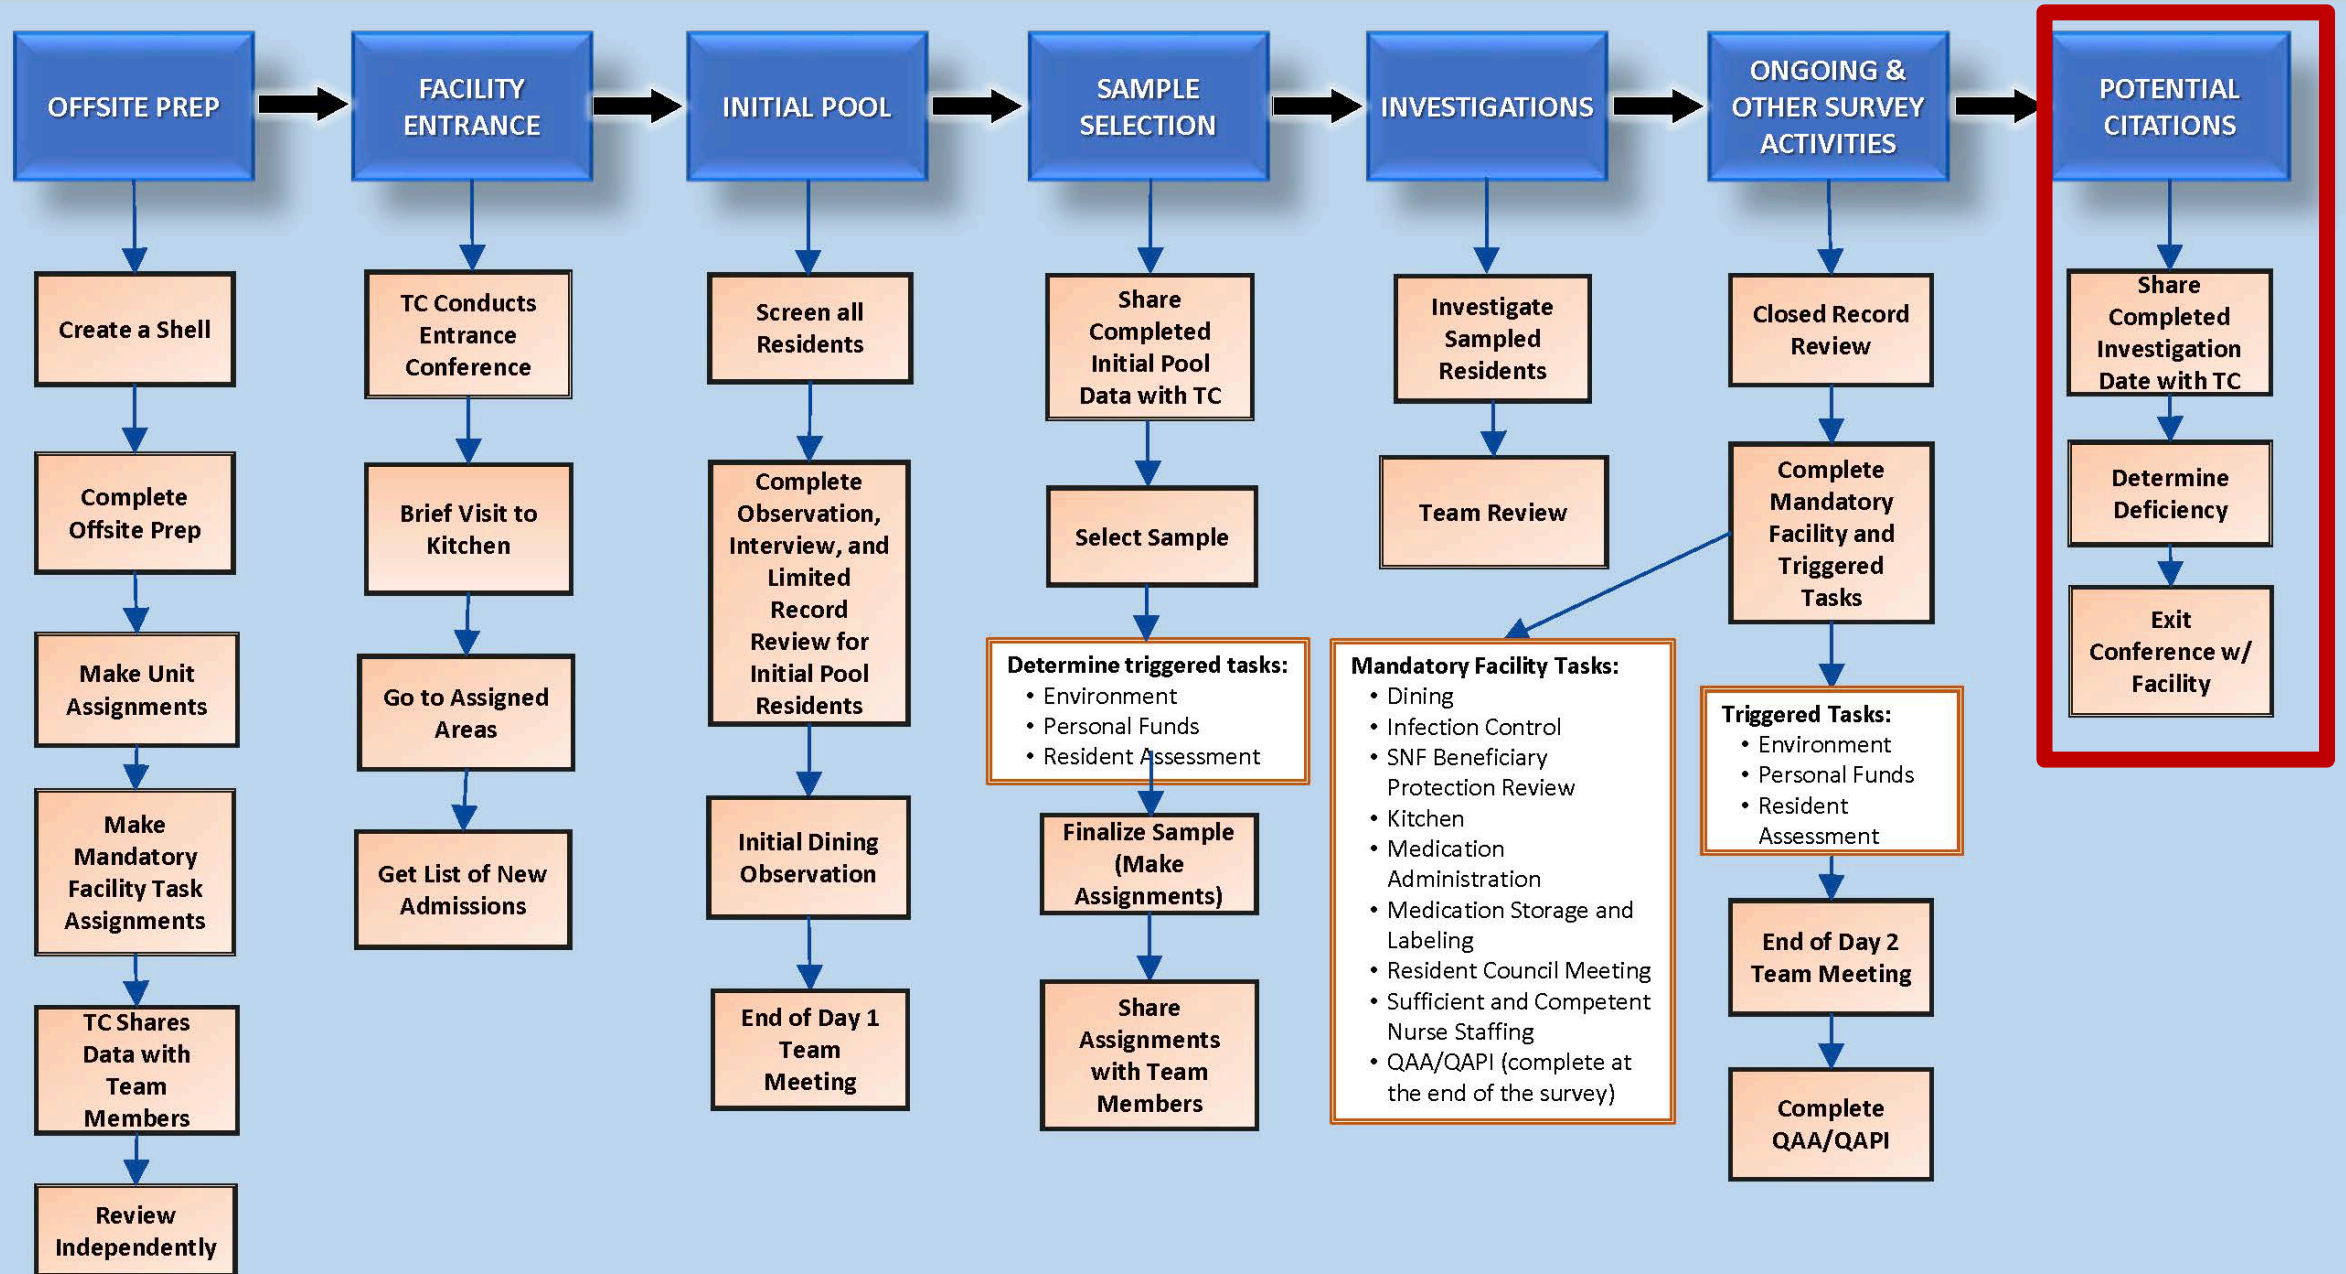 OFFSITE PREP
FACILITY
ENTRANCE
INITIAL POOL
SAMPLE
SELECTION
INVESTIGATIONS
ONGOING &
OTHER SURVEY
ACTIVITIES
POTENTIAL
CITATIONS
Create a Shell
Complete
Offsite Prep
Make Unit
Assignments
Make
Mandatory
Facility Task
Assignments
TC Shares
Data with
Team
Members
Review
Independently
TC Conducts
Entrance
Conference
Brief Visit to
Kitchen
Go to Assigned
Areas
Get List of New
Admissions
Screen all
Residents
Complete
Observation,
Interview, and
Limited
Record
Review for
Initial Pool
Residents
Initial Dining
Observation
End of Day 1
Team
Meeting
Share
Completed
Initial Pool
Data with TC
Select Sample
Determine triggered tasks:
• Environment
• Personal Funds
• Resident Assessment
Finalize Sample
(Make
Assignments)
Share
Assignments
with Team
Members
Investigate
Sampled
Residents
Team Review
Mandatory Facility Tasks:
• Dining
• Infection Control
• SNF Beneficiary
Protection Review
• Kitchen
• Medication
Administration
• Medication Storage and
Labeling
• Resident Council Meeting
• Sufficient and Competent
Nurse Staffing
• QAA/QAPI (complete at
the end of the survey)
Closed Record
Review
Complete
Mandatory
Facility and
Triggered
Tasks
Triggered Tasks:
• Environment
• Personal Funds
• Resident
Assessment
End of Day 2
Team Meeting
Complete
QAA/QAPI
Share
Completed
Investigation
Date with TC
Determine
Deficiency
Exit
Conference w/
Facility